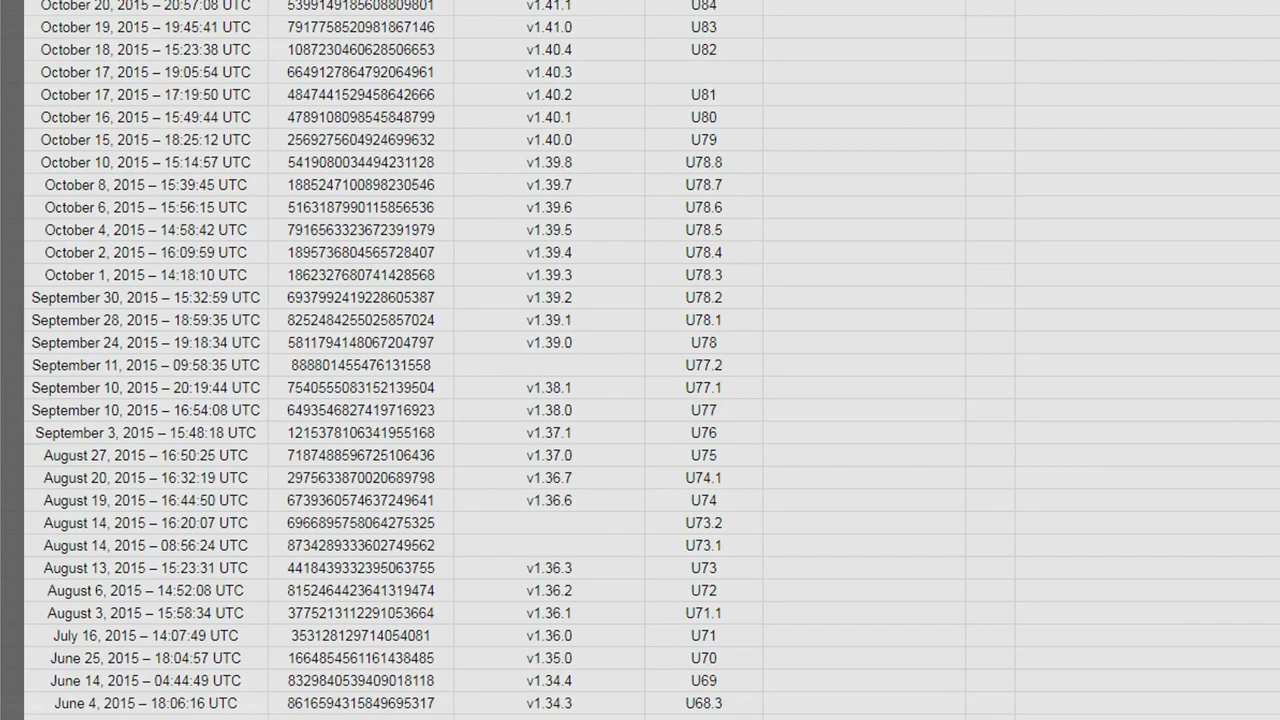 October 20, 2015 – 20:57:08 UTC 5399149185608809801 v1.41.1 U84
October 19, 2015 – 19:45:41 UTC 7917758520981867146 v1.41.0 U83
October 18, 2015 – 15:23:38 UTC 1087230460628506653 v1.40.4 U82
October 17, 2015 – 19:05:54 UTC 6649127864792064961 v1.40.3
October 17, 2015 – 17:19:50 UTC 4847441529458642666 v1.40.2 U81
October 16, 2015 – 15:49:44 UTC 4789108098545848799 v1.40.1 U80
October 15, 2015 – 18:25:12 UTC 2569275604924699632 v1.40.0 U79
October 10, 2015 – 15:14:57 UTC 5419080034494231128 v1.39.8 U78.8
October 8, 2015 – 15:39:45 UTC 1885247100898230546 v1.39.7 U78.7
October 6, 2015 – 15:56:15 UTC 5163187990115856536 v1.39.6 U78.6
October 4, 2015 – 14:58:42 UTC 7916563323672391979 v1.39.5 U78.5
October 2, 2015 – 16:09:59 UTC 1895736804565728407 v1.39.4 U78.4
October 1, 2015 – 14:18:10 UTC 1862327680741428568 v1.39.3 U78.3
September 30, 2015 – 15:32:59 UTC 6937992419228605387 v1.39.2 U78.2
September 28, 2015 – 18:59:35 UTC 8252484255025857024 v1.39.1 U78.1
September 24, 2015 – 19:18:34 UTC 5811794148067204797 v1.39.0 U78
September 11, 2015 – 09:58:35 UTC 888801455476131558 U77.2
September 10, 2015 – 20:19:44 UTC 7540555083152139504 v1.38.1 U77.1
September 10, 2015 – 16:54:08 UTC 6493546827419716923 v1.38.0 U77
September 3, 2015 – 15:48:18 UTC 1215378106341955168 v1.37.1 U76
August 27, 2015 – 16:50:25 UTC 7187488596725106436 v1.37.0 U75
August 20, 2015 – 16:32:19 UTC 2975633870020689798 v1.36.7 U74.1
August 19, 2015 – 16:44:50 UTC 6739360574637249641 v1.36.6 U74
August 14, 2015 – 16:20:07 UTC 6966895758064275325 U73.2
August 14, 2015 – 08:56:24 UTC 8734289333602749562 U73.1
August 13, 2015 – 15:23:31 UTC 4418439332395063755 v1.36.3 U73
August 6, 2015 – 14:52:08 UTC 8152464423641319474 v1.36.2 U72
August 3, 2015 – 15:58:34 UTC 3775213112291053664 v1.36.1 U71.1
July 16, 2015 – 14:07:49 UTC 353128129714054081 v1.36.0 U71
June 25, 2015 – 18:04:57 UTC 1664854561161438485 v1.35.0 U70
June 14, 2015 – 04:44:49 UTC 8329840539409018118 v1.34.4 U69
June 4, 2015 – 18:06:16 UTC 8616594315849695317 v1.34.3 U68.3